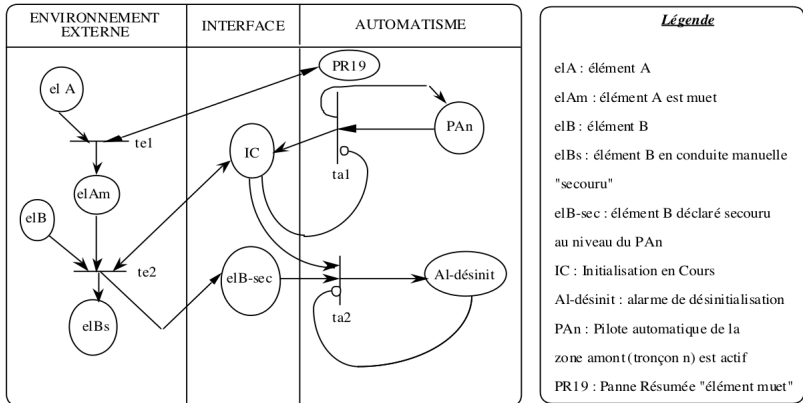 ENVIRONNEMENT
EXTERNE
INTERFACE
AUTOMATISME
PR19
el A
PAn
te1
IC
ta1
elAm
elB
te2
elB-sec
Al-désinit
elBs
ta2
Légende
elA : élément A
elAm : élément A est muet
elB : élément B
elBs : élément B en conduite manuelle
"secouru"
elB-sec : élément B déclaré secouru
au niveau du PAn
IC : Initialisation en Cours
Al-désinit : alarme de désinitialisation
PAn : Pilote automatique de la
zone amont (tronçon n) est actif
PR19 : Panne Résumée "élément muet"